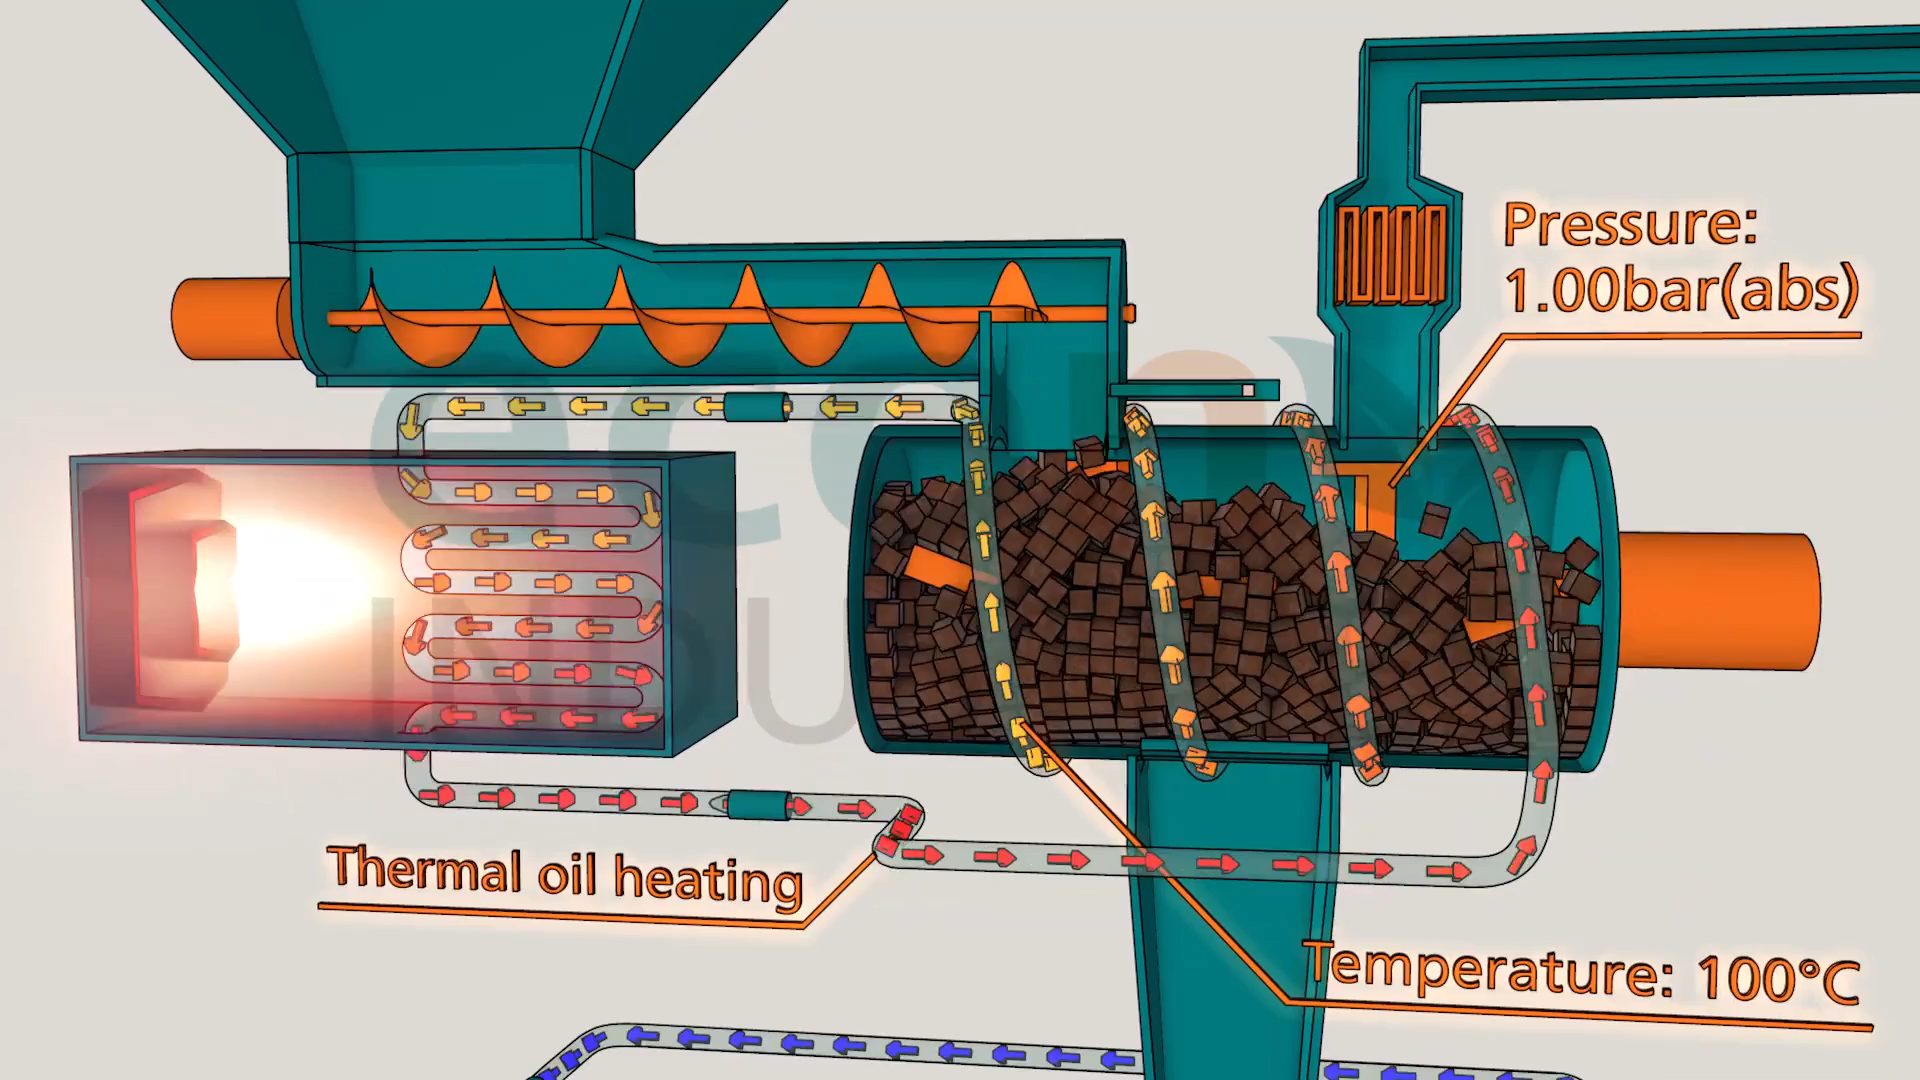 Pressure:
1.00bar(abs)
Thermal oil heating
Temperature: 100°C